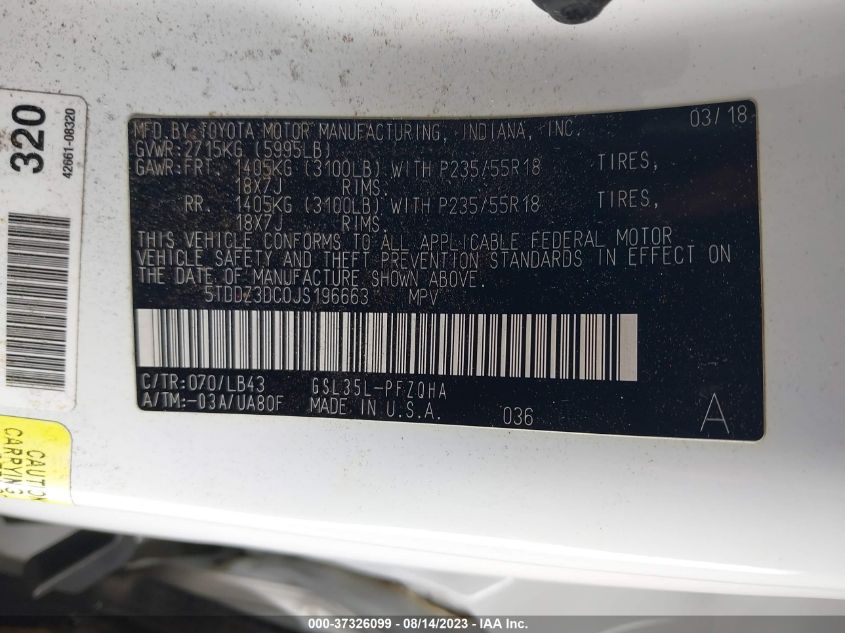 MFD.BY TOYOTA MOTOR MANUFACTURING, INDIANA, INC. 03/18
GVWR:2715KG (5995LB)
GAWR:FRT. 1405KG (3100LB) WITH P235/55R18 TIRES,
18X7J RIMS.
RR. 1405KG (3100LB) WITH P235/55R18 TIRES,
18X7J RIMS.
THIS VEHICLE CONFORMS TO ALL APPLICABLE FEDERAL MOTOR
VEHICLE SAFETY AND THEFT PREVENTION STANDARDS IN EFFECT ON
THE DATE OF MANUFACTURE SHOWN ABOVE.
5TDDZ3DC0JS196663 MPV
C/TR:070/LB43 GSL35L-PFZQHA
A/TM:-03A/UA80F MADE IN U.S.A. 036 A
320
42661-08320
CAUTION
CARRYING
00-37326099 — 08/14/2023 — IAA Inc.